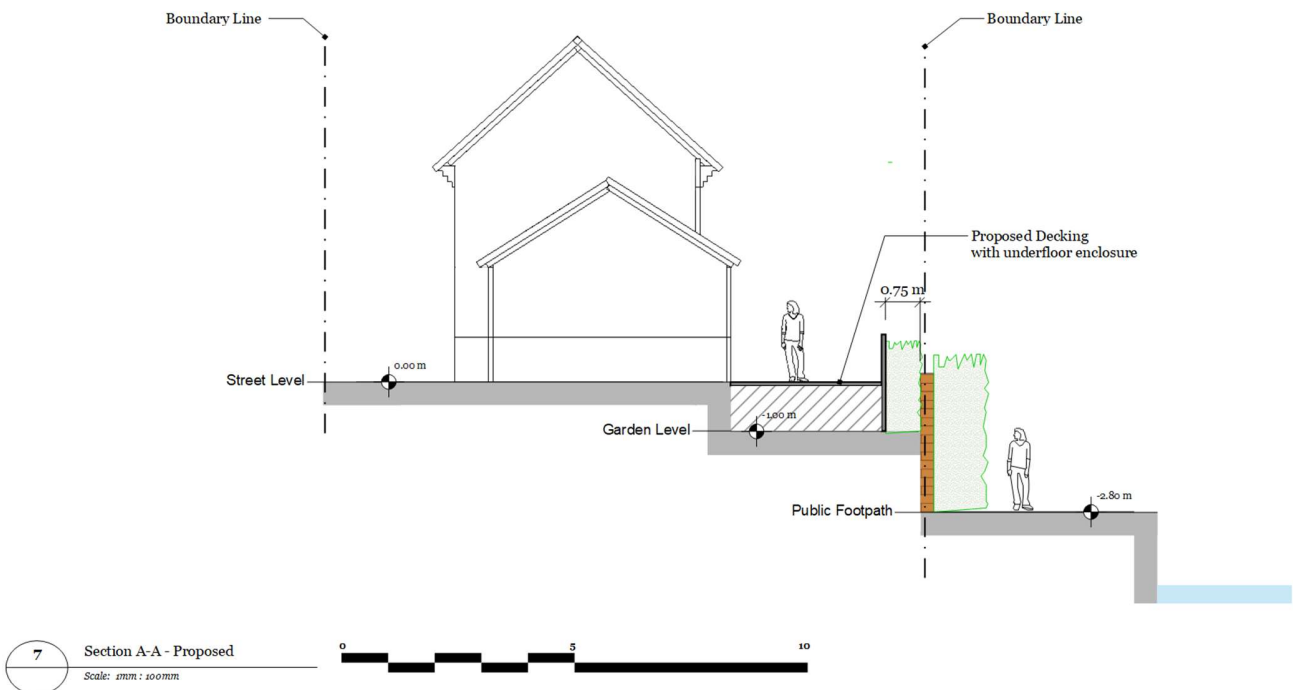 Boundary Line
Boundary Line
Proposed Decking
with underfloor enclosure
0.75 m
0.00 m
Street Level
-1.00 m
Garden Level
-2.80 m
Public Footpath
7
Section A-A - Proposed
Scale: 1mm : 100mm
0
5
10